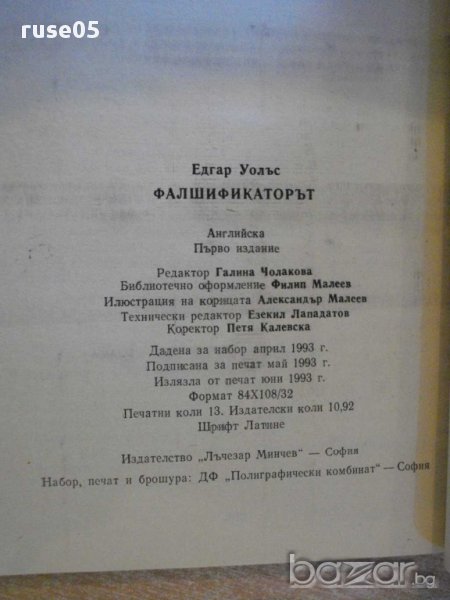 ruse05
Едгар Уолъс
ФАЛШИФИКАТОРЪТ
Английска
Първо издание
Редактор Галина Чолакова
Библиотечно оформление Филип Малеев
Илюстрация на корицата Александър Малеев
Технически редактор Езекил Лападатов
Коректор Петя Калевска
Дадена за набор април 1993 г.
Подписана за печат май 1993 г.
Излязла от печат юни 1993 г.
Формат 84X108/32
Печатни коли 13. Издателски коли 10,92
Шрифт Латине
Издателство „Лъчезар Минчев" — София
Набор, печат и брошура: ДФ „Полиграфически комбинат" — София
bazar.bg